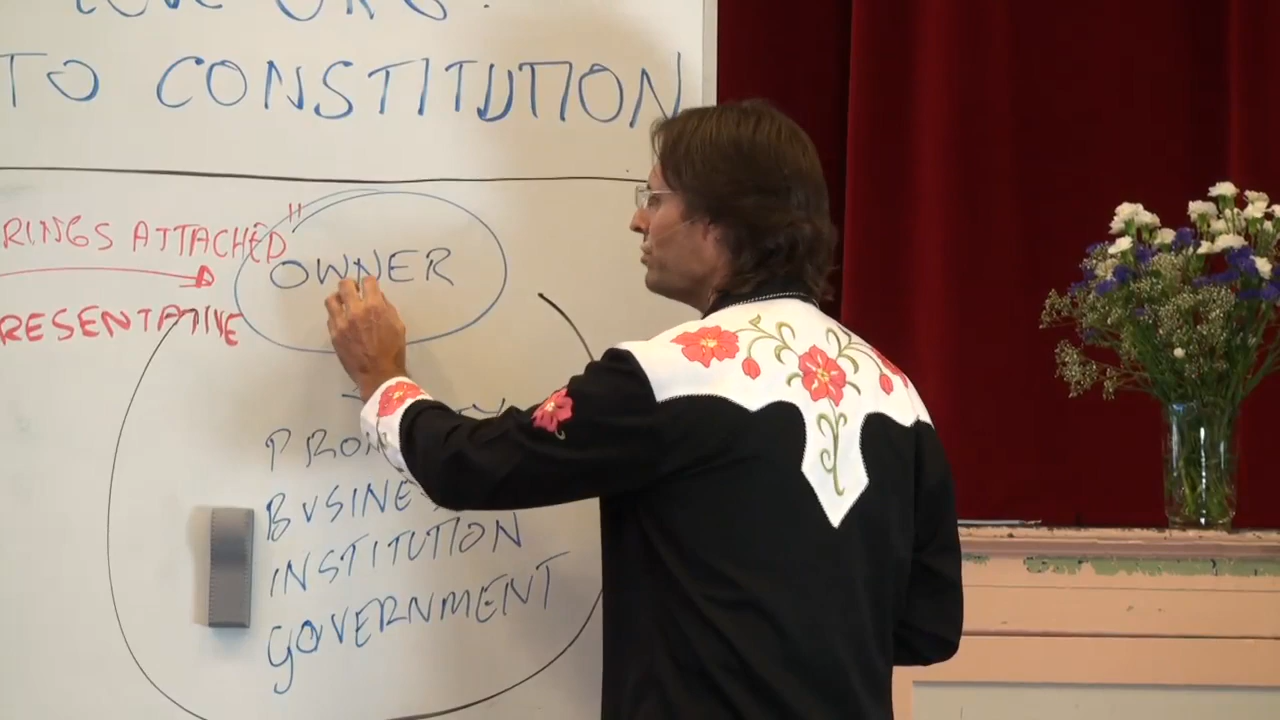 TO CONSTITUTION
RINGS ATTACHED"
OWNER
RESENTATIVE
BUSINE
INSTITUTION
GOVERNMENT